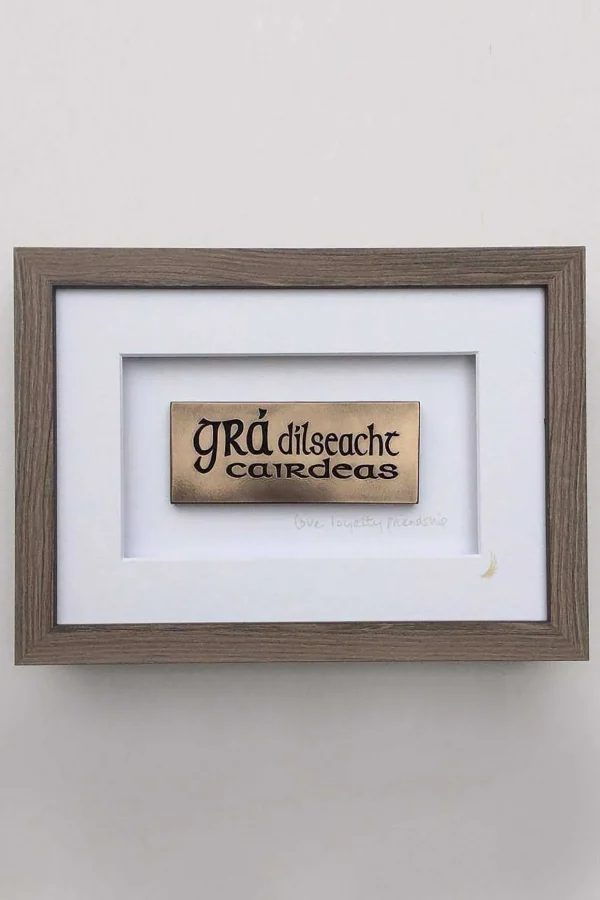 grá dílseacht
cairdeas
love loyalty friendship